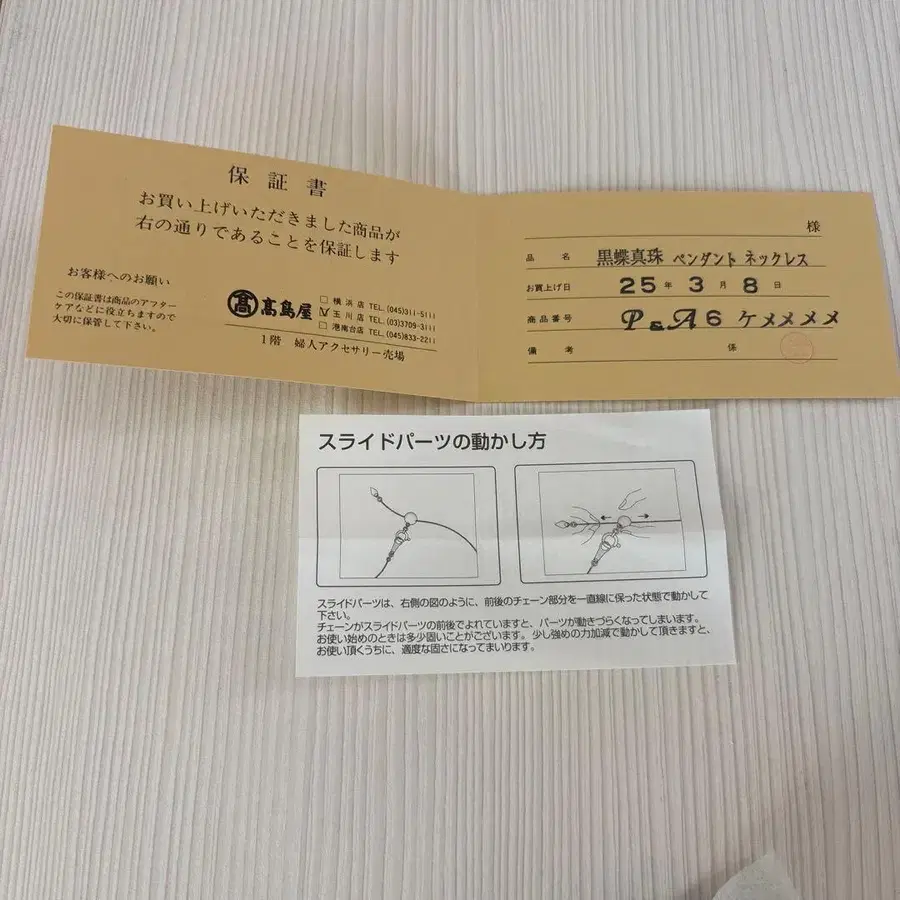 保証書
お買い上げいただきました商品が
右の通りであることを保証します
お客様へのお願い
この保証書は商品のアフター
ケアなどに役立ちますので
大切に保管して下さい。
髙 髙島屋
□ 横浜店 TEL.(045)311-5111
☑ 玉川店 TEL.(03)3709-3111
□ 港南台店 TEL.(045)833-2211
1階 婦人アクセサリー売場
様
品名 黒蝶真珠 ペンダント ネックレス
お買上げ日 25年 3月 8日
商品番号 P&A6 ケメメメメ
備考 係
スライドパーツの動かし方
スライドパーツは、右側の図のように、前後のチェーン部分を一直線に保った状態で動かして
下さい。
チェーンがスライドパーツの前後でよれていますと、パーツが動きづらくなってしまいます。
お使い始めのときは多少固いことがございます。少し強めの力加減で動かして頂きますと、
お使い頂くうちに、適度な固さになってまいります。